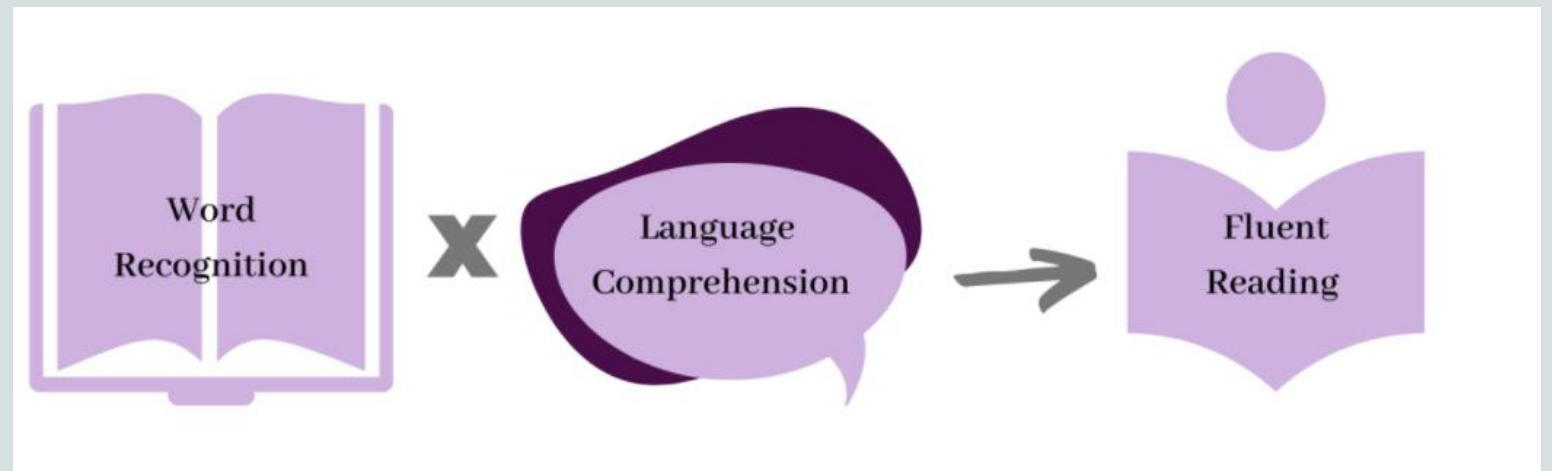 Word
Recognition
X
Language
Comprehension
Fluent
Reading